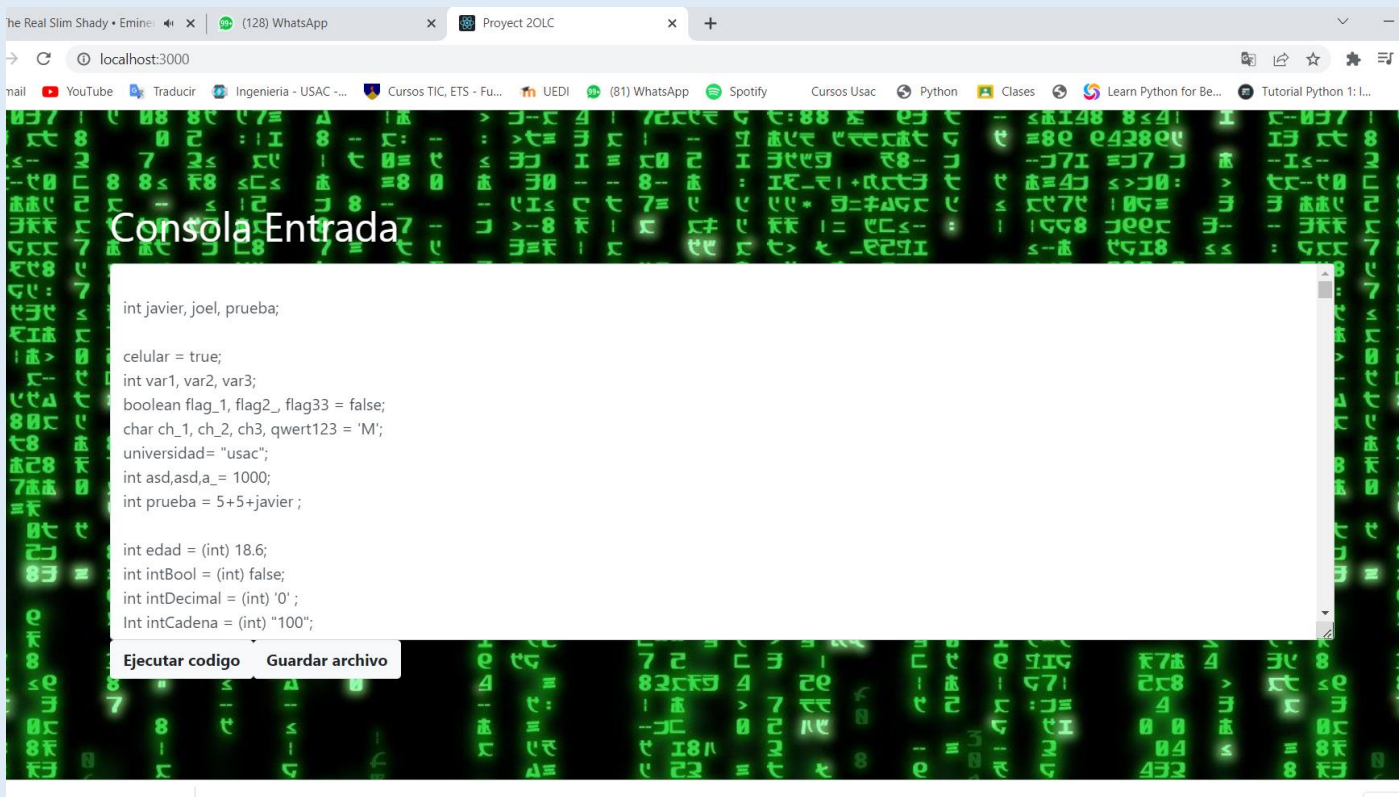 The Real Slim Shady • Emine
99+ (128) WhatsApp
Proyect 2OLC
localhost:3000
mail
YouTube
Traducir
Ingenieria - USAC -...
Cursos TIC, ETS - Fu...
UEDI
99+ (81) WhatsApp
Spotify
Cursos Usac
Python
Clases
Learn Python for Be...
Tutorial Python 1: I...
Consola Entrada
int javier, joel, prueba;
celular = true;
int var1, var2, var3;
boolean flag_1, flag2_, flag33 = false;
char ch_1, ch_2, ch3, qwert123 = 'M';
universidad= "usac";
int asd,asd,a_= 1000;
int prueba = 5+5+javier ;
int edad = (int) 18.6;
int intBool = (int) false;
int intDecimal = (int) '0' ;
Int intCadena = (int) "100";
Ejecutar codigo
Guardar archivo